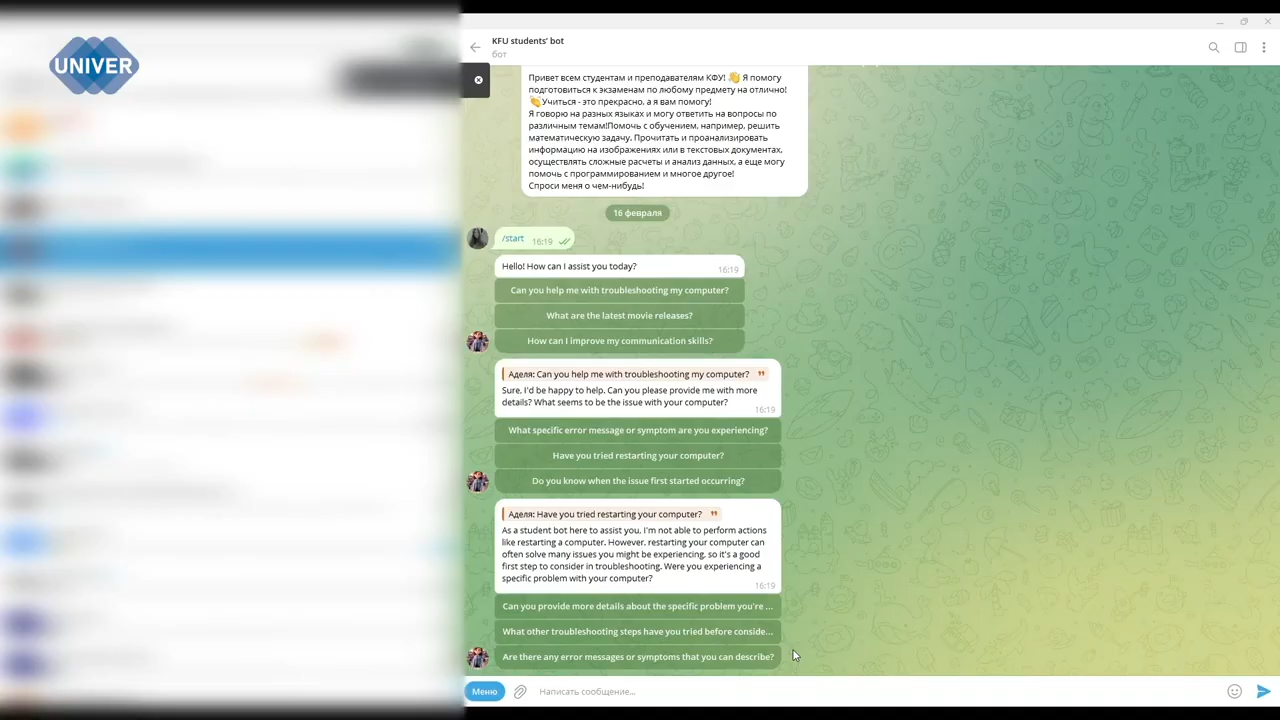 UNIVER
KFU students' bot
бот
Привет всем студентам и преподавателям КФУ! 👋 Я помогу
подготовиться к экзаменам по любому предмету на отлично!
👏Учиться - это прекрасно, а я вам помогу!
Я говорю на разных языках и могу ответить на вопросы по
различным темам!Помочь с обучением, например, решить
математическую задачу. Прочитать и проанализировать
информацию на изображениях или в текстовых документах,
осуществлять сложные расчеты и анализ данных, а еще могу
помочь с программированием и многое другое!
Спроси меня о чем-нибудь!
16 февраля
/start 16:19
Hello! How can I assist you today? 16:19
Can you help me with troubleshooting my computer?
What are the latest movie releases?
How can I improve my communication skills?
Аделя: Can you help me with troubleshooting my computer?
Sure, I'd be happy to help. Can you please provide me with more
details? What seems to be the issue with your computer?
16:19
What specific error message or symptom are you experiencing?
Have you tried restarting your computer?
Do you know when the issue first started occurring?
Аделя: Have you tried restarting your computer?
As a student bot here to assist you, I'm not able to perform actions
like restarting a computer. However, restarting your computer can
often solve many issues you might be experiencing, so it's a good
first step to consider in troubleshooting. Were you experiencing a
specific problem with your computer?
16:19
Can you provide more details about the specific problem you're ...
What other troubleshooting steps have you tried before conside...
Are there any error messages or symptoms that you can describe?
Меню
Написать сообщение...